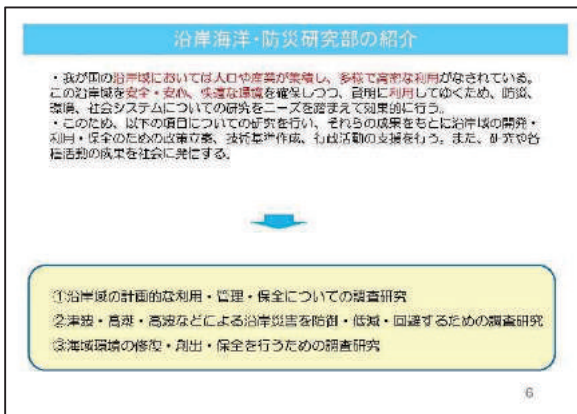 沿岸海洋・防災研究部の紹介
・我が国の沿岸域においては人口や産業が集積し、多様で高密な利用がなされている。
この沿岸域を安全・安心、快適な環境を確保しつつ、賢明に利用してゆくため、防災、
環境、社会システムについての研究をニーズを踏まえて効果的に行う。
・このため、以下の項目についての研究を行い、それらの成果をもとに沿岸域の開発・
利用・保全のための政策立案、技術基準作成、行政活動の支援を行う。また、研究や各
種活動の成果を社会に発信する。
①沿岸域の計画的な利用・管理・保全についての調査研究
②津波・高潮・高波などによる沿岸災害を防御・低減・回避するための調査研究
③海域環境の修復・創出・保全を行うための調査研究
6